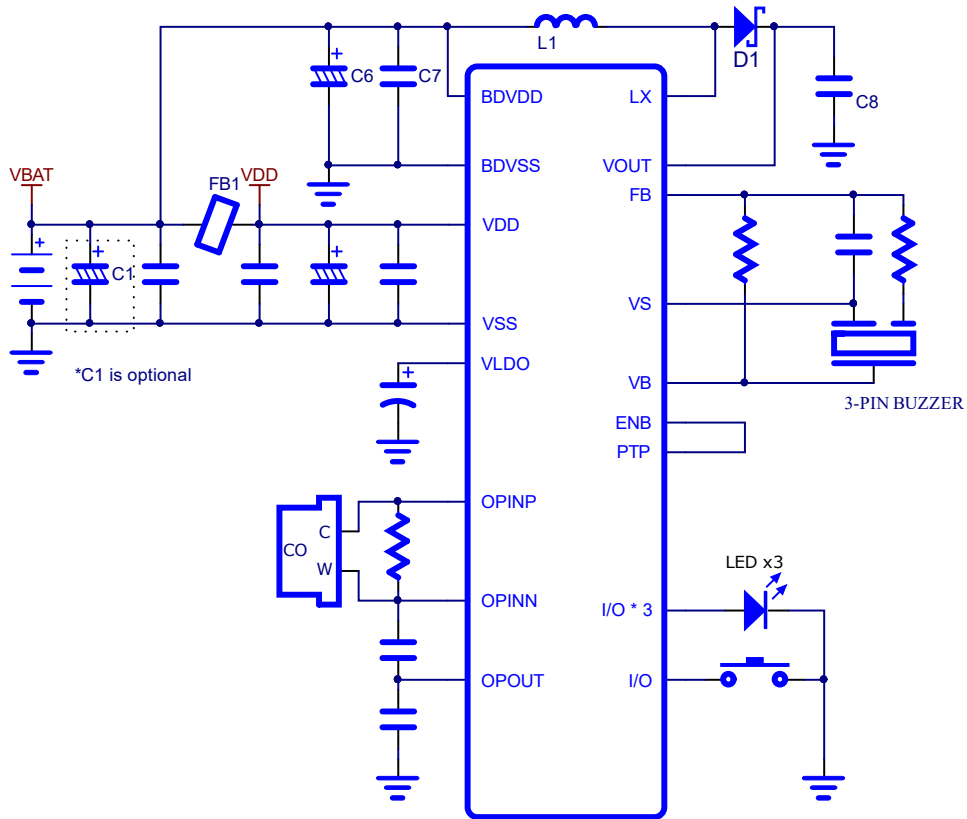 L1
D1
C6
C7
C8
BDVDD
LX
BDVSS
VOUT
VBAT
FB1
VDD
FB
VDD
C1
VS
VSS
*C1 is optional
VLDO
VB
3-PIN BUZZER
ENB
PTP
OPINP
C
CO
W
LED x3
OPINN
I/O * 3
OPOUT
I/O